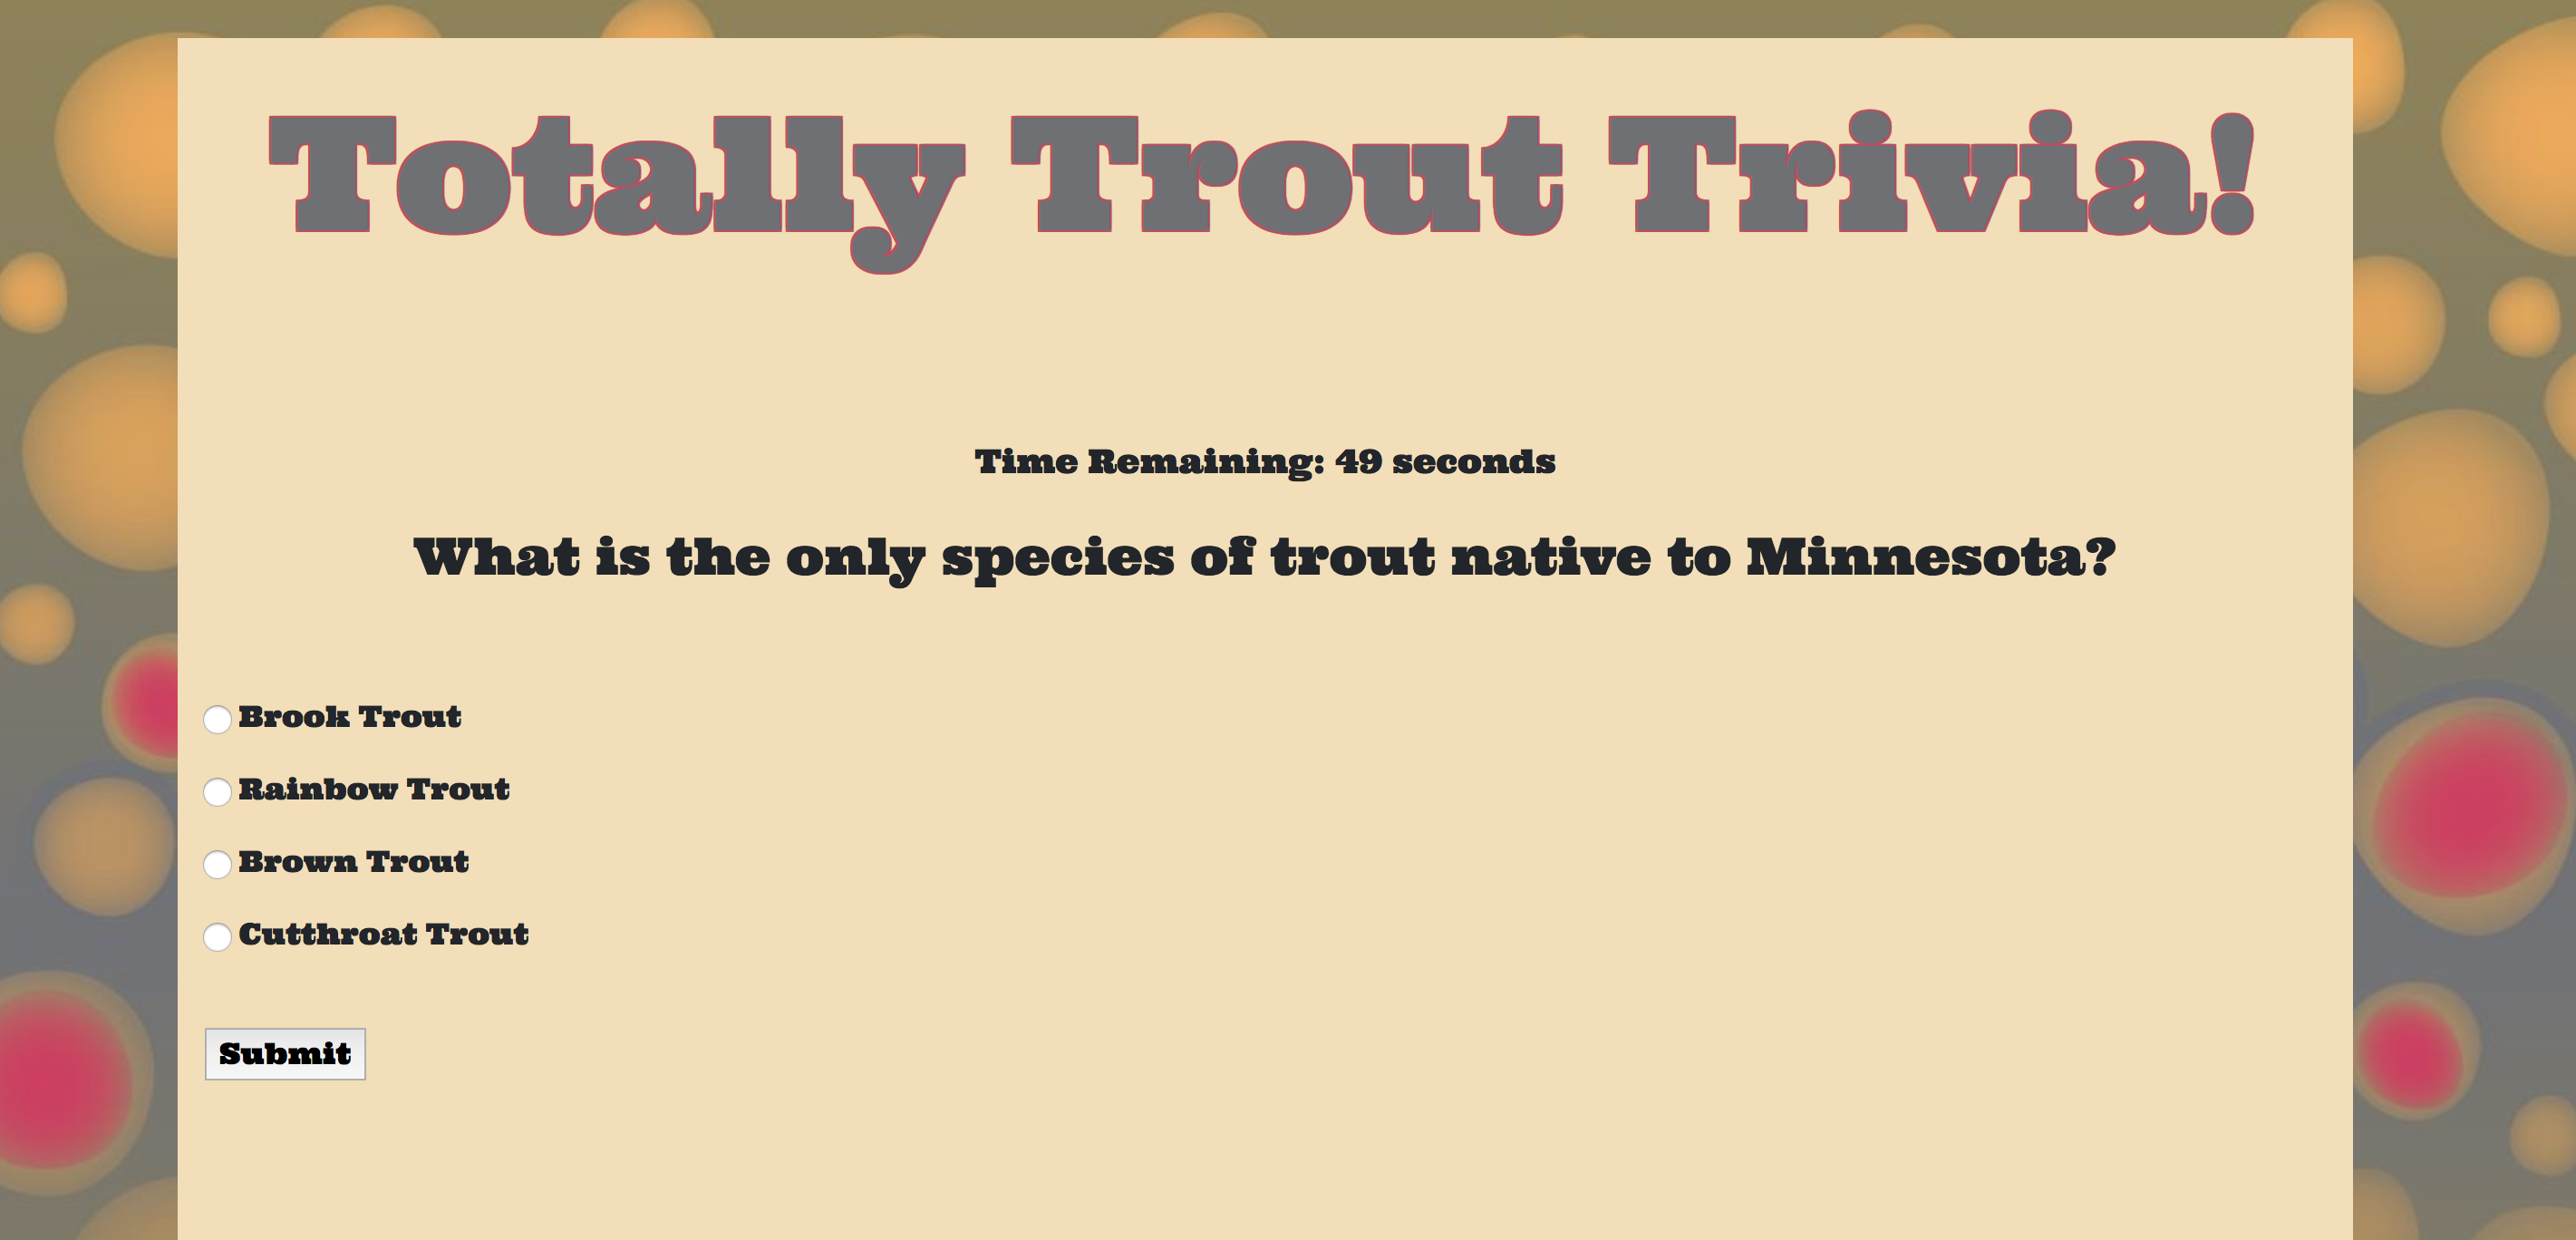 Totally Trout Trivia!
Time Remaining: 49 seconds
What is the only species of trout native to Minnesota?
Brook Trout
Rainbow Trout
Brown Trout
Cutthroat Trout
Submit